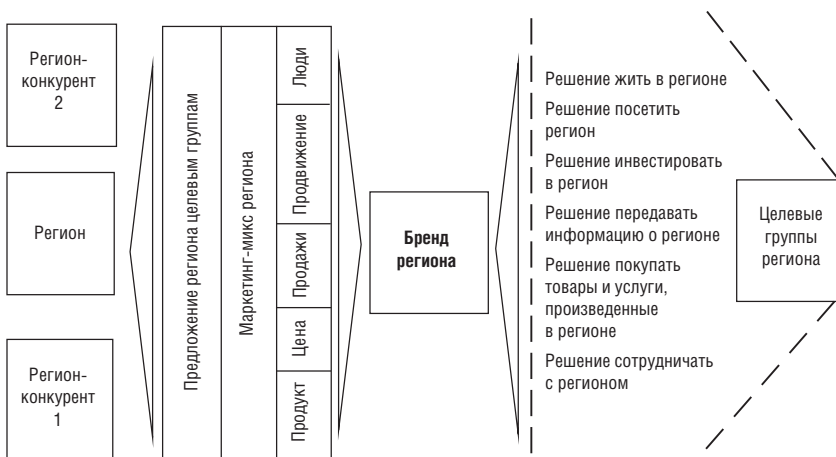 Регион-
конкурент
2
Регион
Регион-
конкурент
1
Предложение региона целевым группам
Маркетинг-микс региона
Люди
Продвижение
Продажи
Цена
Продукт
Бренд
региона
Решение жить в регионе
Решение посетить
регион
Решение инвестировать
в регион
Решение передавать
информацию о регионе
Решение покупать
товары и услуги,
произведенные
в регионе
Решение сотрудничать
с регионом
Целевые
группы
региона